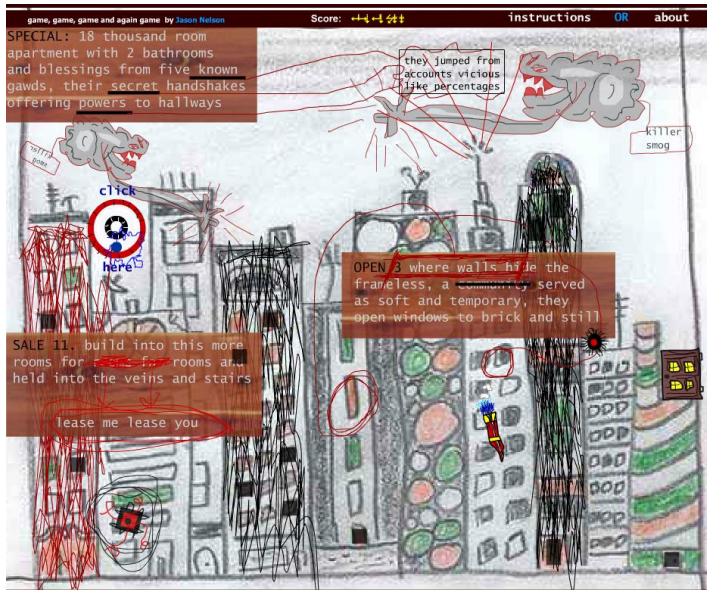 game, game, game and again game by Jason Nelson
Score:
instructions OR about
SPECIAL: 18 thousand room
apartment with 2 bathrooms
and blessings from five known
gawds, their secret handshakes
offering powers to hallways
they jumped from
accounts vicious
like percentages
killer
smog
click
here
OPEN 3 where walls hide the
frameless, a community served
as soft and temporary, they
open windows to brick and still
SALE 11. build into this more
rooms for rooms and
held into the veins and stairs
lease me lease you